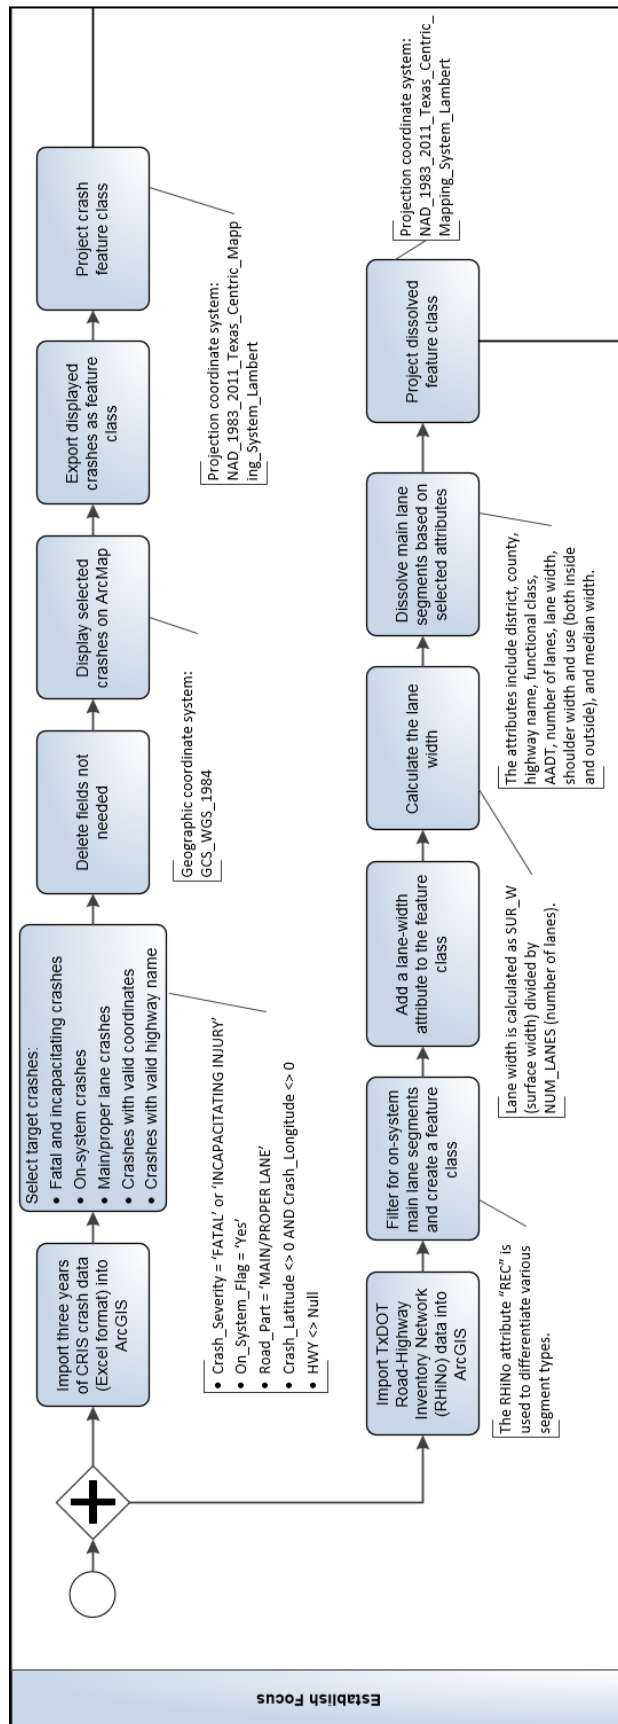 Establish Focus
Import three years
of CRIS crash data
(Excel format) into
ArcGIS
Select target crashes:
• Fatal and incapacitating crashes
• On-system crashes
• Main/proper lane crashes
• Crashes with valid coordinates
• Crashes with valid highway name
• Crash_Severity = ‘FATAL’ or ‘INCAPACITATING INJURY’
• On_System_Flag = ‘Yes’
• Road_Part = ‘MAIN/PROPER LANE’
• Crash_Latitude <> 0 AND Crash_Longitude <> 0
• HWY <> Null
Delete fields not
needed
Display selected
crashes on ArcMap
Geographic coordinate system:
GCS_WGS_1984
Export displayed
crashes as feature
class
Project crash
feature class
Projection coordinate system:
NAD_1983_2011_Texas_Centric_Mapp
ing_System_Lambert
Import TxDOT
Road-Highway
Inventory Network
(RHiNo) data into
ArcGIS
Filter for on-system
main lane segments
and create a feature
class
The RHiNo attribute “REC” is
used to differentiate various
segment types.
Add a lane-width
attribute to the feature
class
Calculate the lane
width
Lane width is calculated as SUR_W
(surface width) divided by
NUM_LANES (number of lanes).
Dissolve main lane
segments based on
selected attributes
The attributes include district, county,
highway name, functional class,
AADT, number of lanes, lane width,
shoulder width and use (both inside
and outside), and median width.
Project dissolved
feature class
Projection coordinate system:
NAD_1983_2011_Texas_Centric_
Mapping_System_Lambert